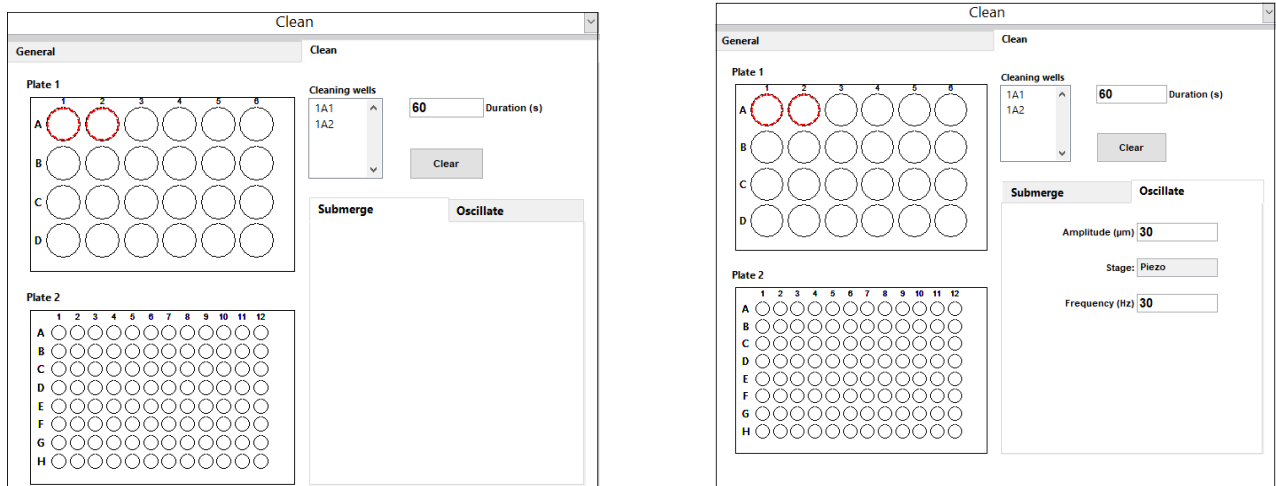 Clean
General
Clean
Plate 1
1 2 3 4 5 6
A
B
C
D
Cleaning wells
1A1
1A2
60 Duration (s)
Clear
Submerge
Oscillate
Plate 2
1 2 3 4 5 6 7 8 9 10 11 12
A
B
C
D
E
F
G
H
Clean
General
Clean
Plate 1
1 2 3 4 5 6
A
B
C
D
Cleaning wells
1A1
1A2
60 Duration (s)
Clear
Submerge
Oscillate
Amplitude (µm) 30
Stage: Piezo
Frequency (Hz) 30
Plate 2
1 2 3 4 5 6 7 8 9 10 11 12
A
B
C
D
E
F
G
H